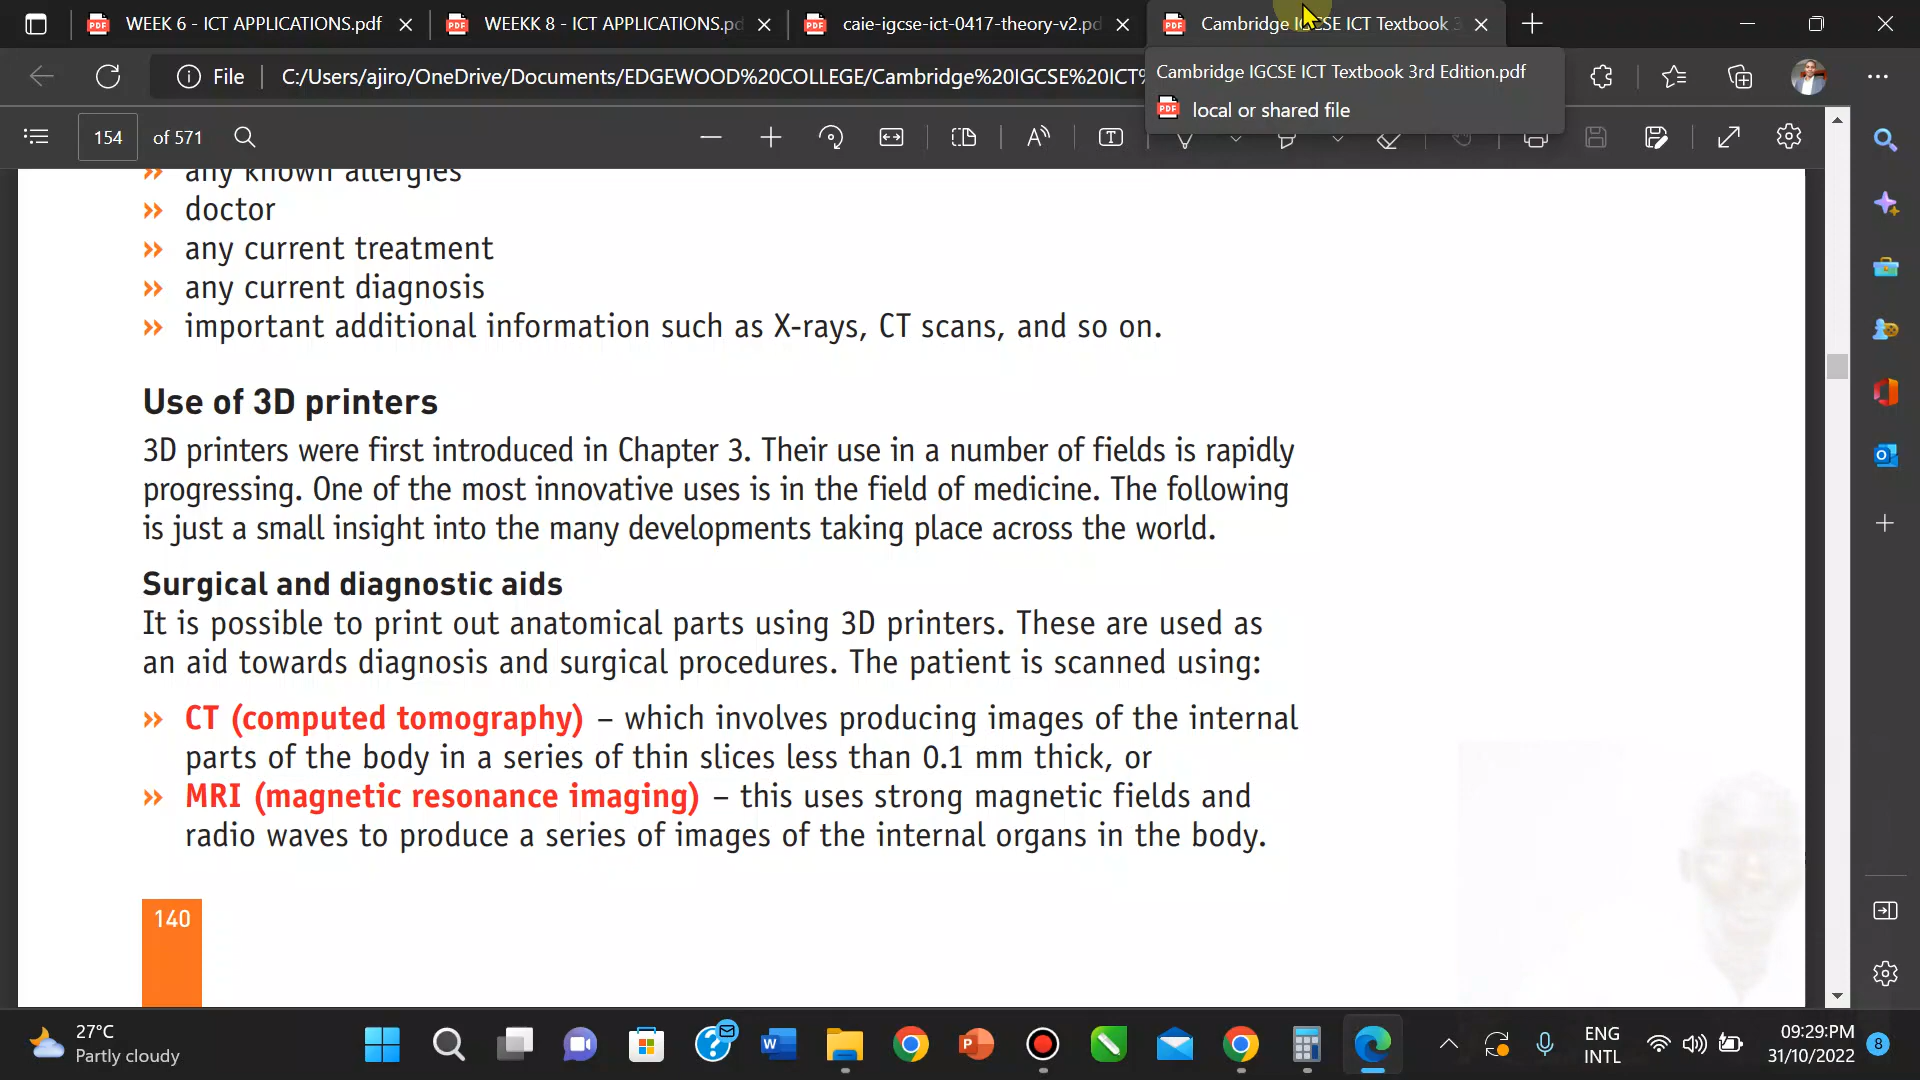 WEEK 6 - ICT APPLICATIONS.pdf
WEEKK 8 - ICT APPLICATIONS.pd
caie-igcse-ict-0417-theory-v2.pd
Cambridge IGCSE ICT Textbook 3
File
C:/Users/ajiro/OneDrive/Documents/EDGEWOOD%20COLLEGE/Cambridge%20IGCSE%20ICT%
Cambridge IGCSE ICT Textbook 3rd Edition.pdf
local or shared file
154 of 571
any known allergies
doctor
any current treatment
any current diagnosis
important additional information such as X-rays, CT scans, and so on.
Use of 3D printers
3D printers were first introduced in Chapter 3. Their use in a number of fields is rapidly
progressing. One of the most innovative uses is in the field of medicine. The following
is just a small insight into the many developments taking place across the world.
Surgical and diagnostic aids
It is possible to print out anatomical parts using 3D printers. These are used as
an aid towards diagnosis and surgical procedures. The patient is scanned using:
CT (computed tomography) – which involves producing images of the internal
parts of the body in a series of thin slices less than 0.1 mm thick, or
MRI (magnetic resonance imaging) – this uses strong magnetic fields and
radio waves to produce a series of images of the internal organs in the body.
140
27°C
Partly cloudy
ENG
INTL
09:29:PM
31/10/2022
8